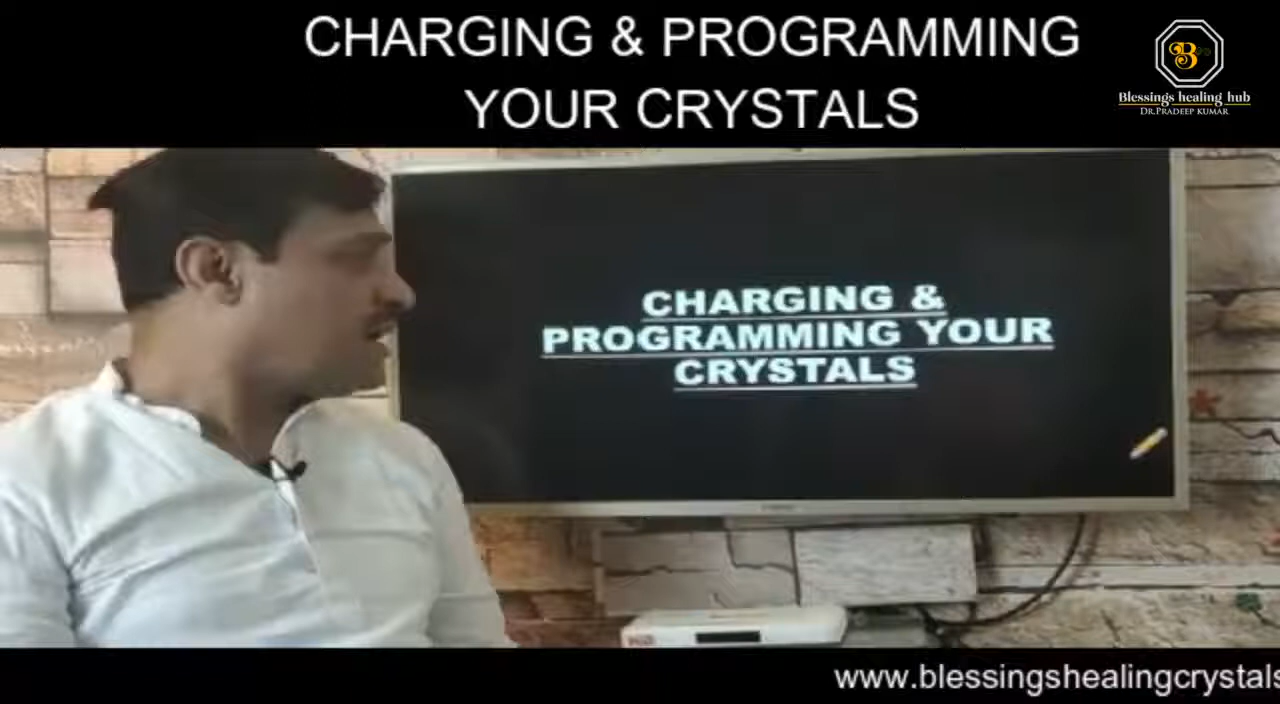 CHARGING & PROGRAMMING
YOUR CRYSTALS
B
Blessings healing hub
DR.PRADEEP KUMAR
CHARGING &
PROGRAMMING YOUR
CRYSTALS
www.blessingshealingcrystals